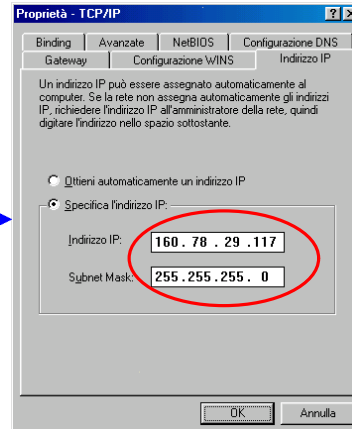 Proprietà - TCP/IP
Binding Avanzate NetBIOS Configurazione DNS
Gateway Configurazione WINS Indirizzo IP
Un indirizzo IP può essere assegnato automaticamente al
computer. Se la rete non assegna automaticamente gli indirizzi
IP, richiedere l'indirizzo IP all'amministratore della rete, quindi
digitare l'indirizzo nello spazio sottostante.
Ottieni automaticamente un indirizzo IP
Specifica l'indirizzo IP:
Indirizzo IP: 160 . 78 . 29 .117
Subnet Mask: 255.255.255. 0
OK Annulla